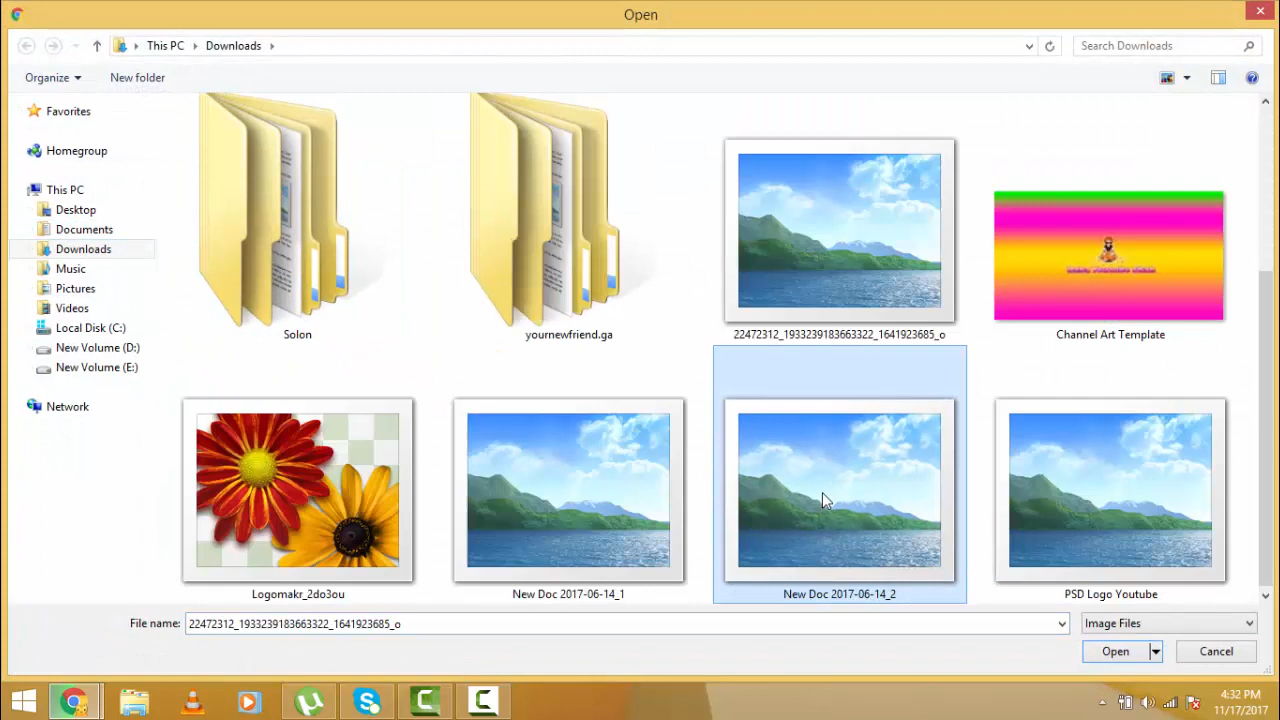 Open
This PC
Downloads
Search Downloads
Organize
New folder
Favorites
Homegroup
This PC
Desktop
Documents
Downloads
Music
Pictures
Videos
Local Disk (C:)
New Volume (D:)
New Volume (E:)
Network
Solon
yournewfriend.ga
22472312_1933239183663322_1641923685_o
Channel Art Template
Logomakr_2do3ou
New Doc 2017-06-14_1
New Doc 2017-06-14_2
PSD Logo Youtube
File name:
22472312_1933239183663322_1641923685_o
Image Files
Open
Cancel
4:32 PM
11/17/2017